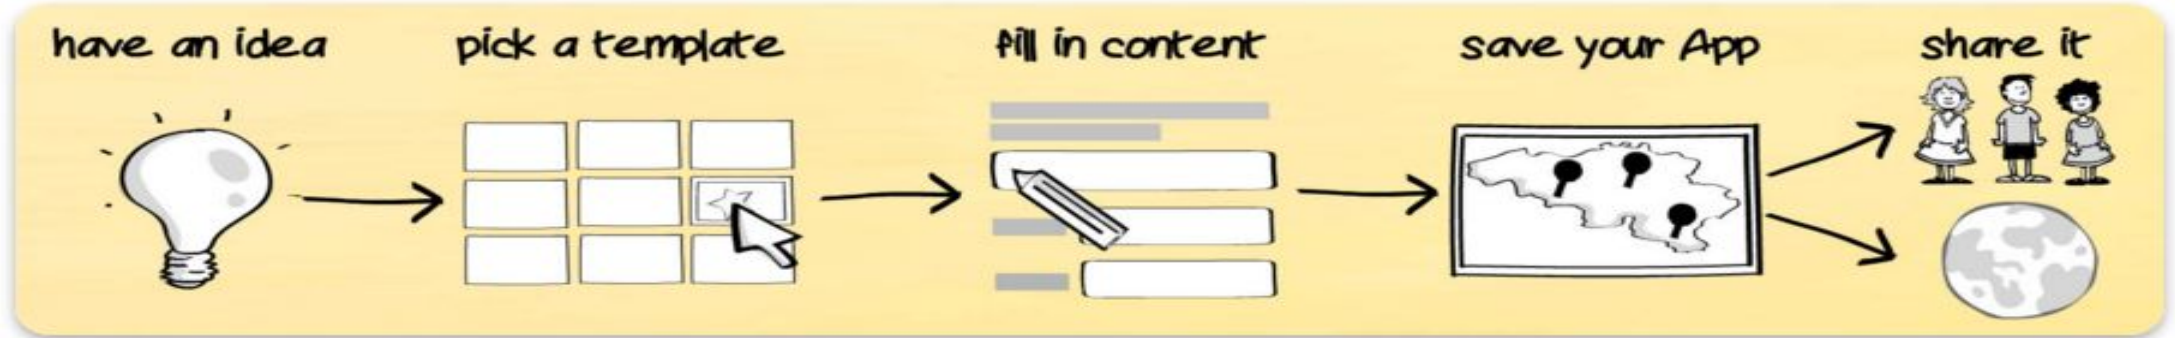 have an idea
pick a template
fill in content
save your App
share it